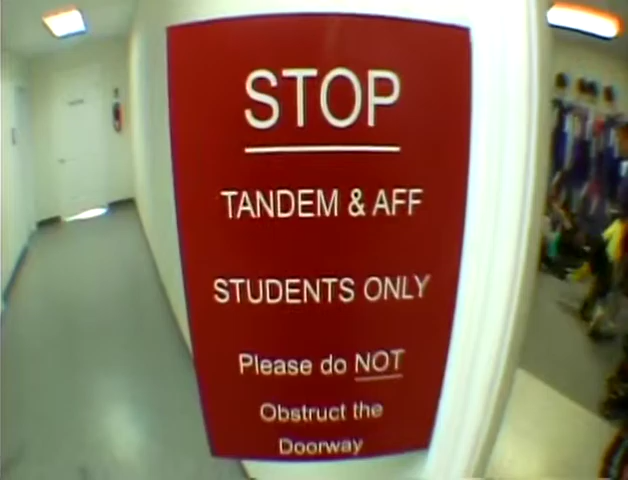 STOP
TANDEM & AFF
STUDENTS ONLY
Please do NOT
Obstruct the
Doorway